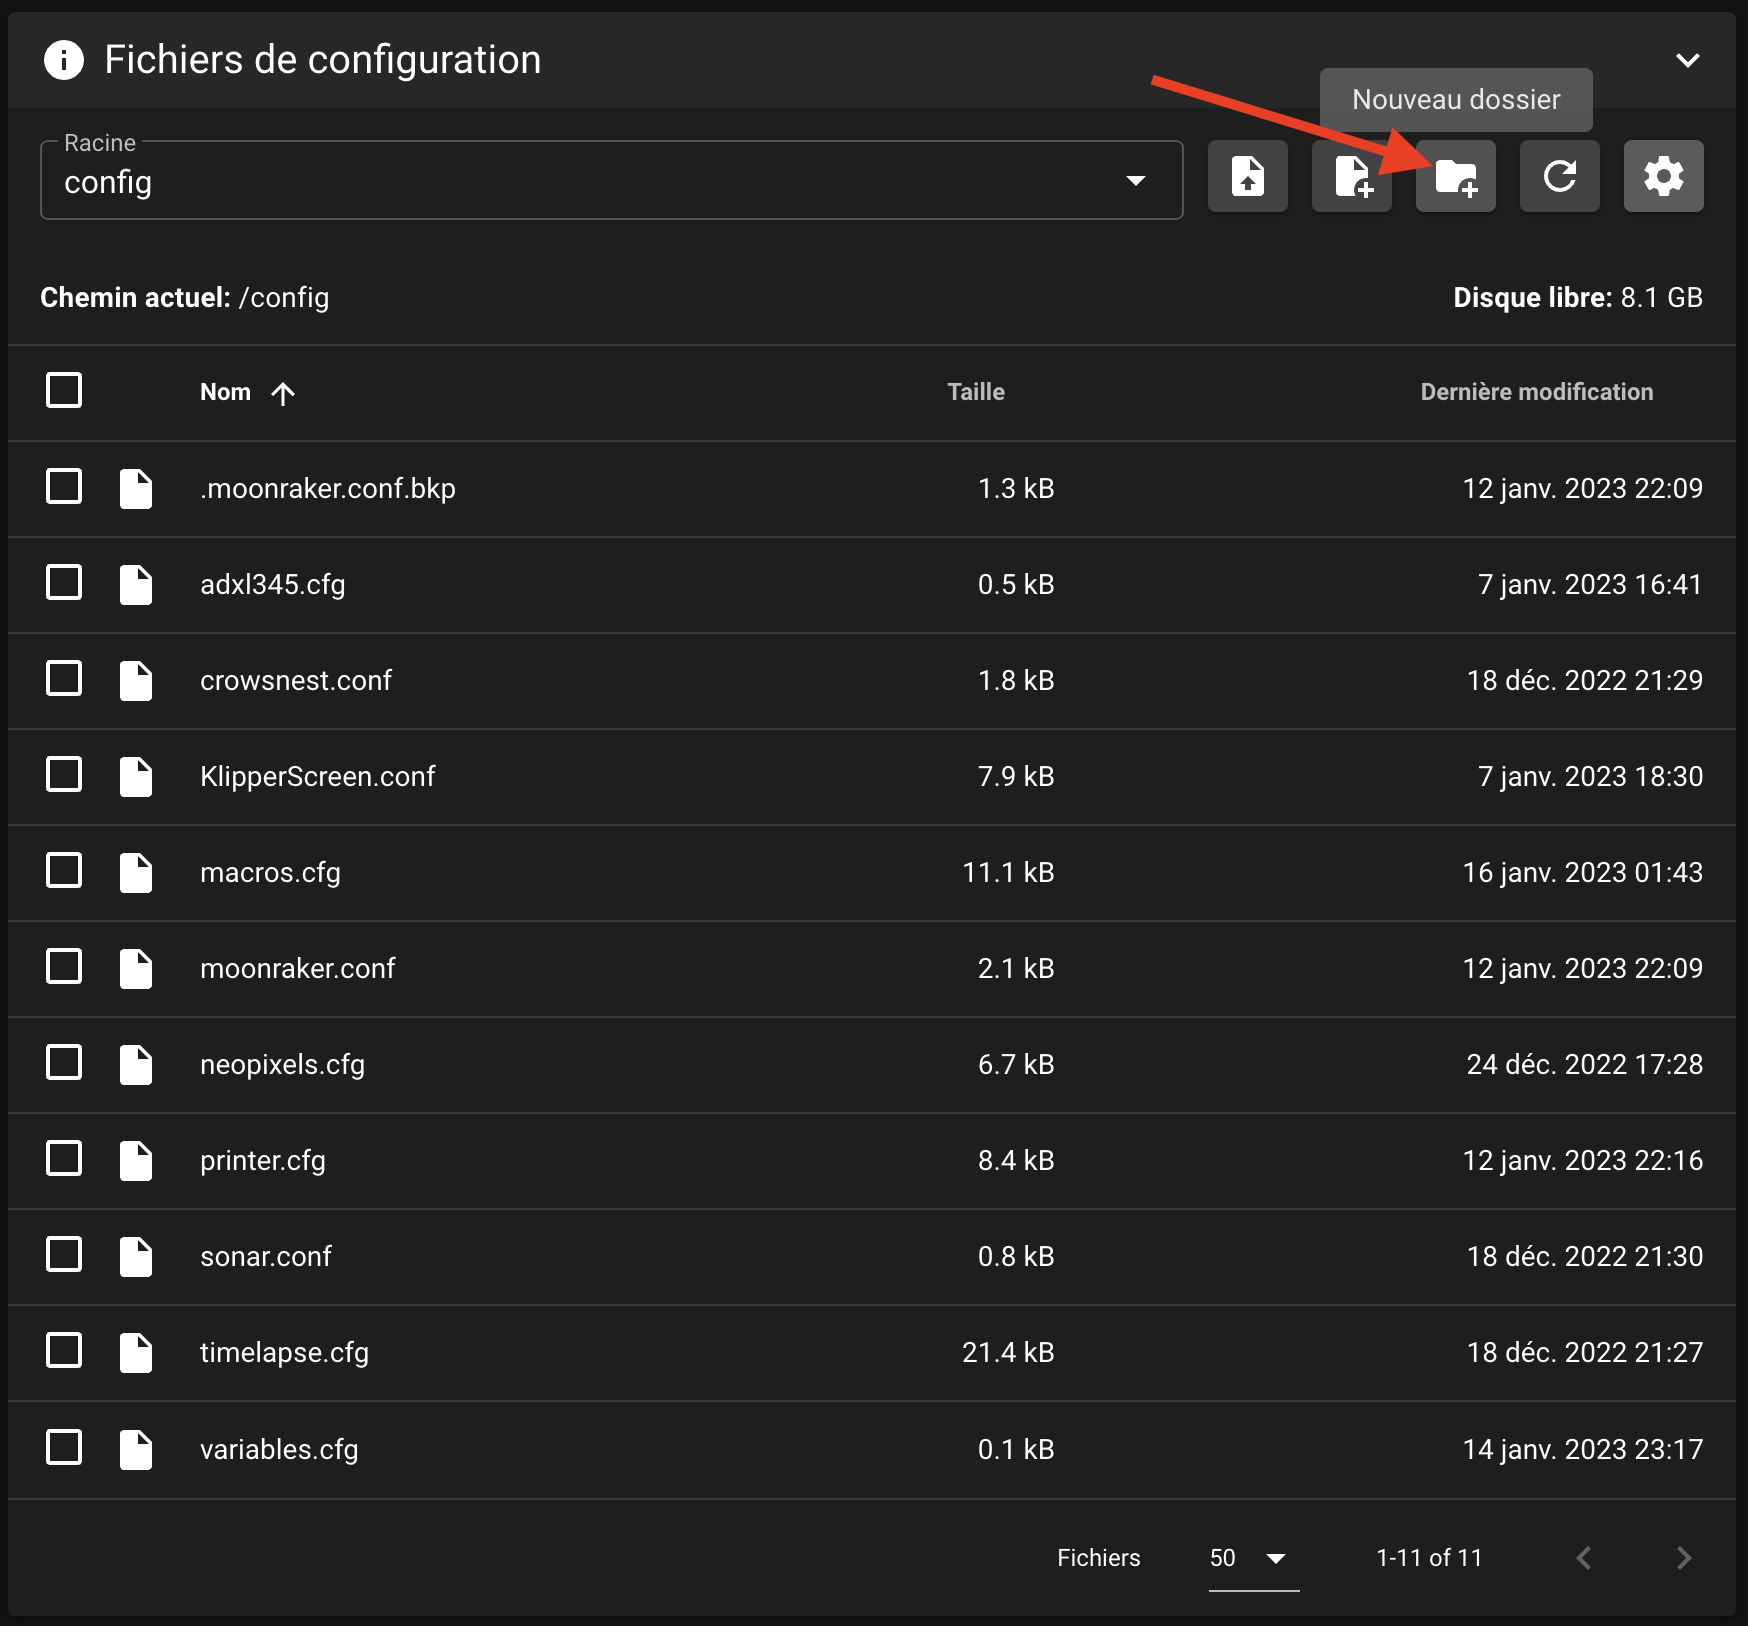 Fichiers de configuration
Nouveau dossier
Racine
config
Chemin actuel: /config
Disque libre: 8.1 GB
Nom Taille Dernière modification
.moonraker.conf.bkp 1.3 kB 12 janv. 2023 22:09
adxl345.cfg 0.5 kB 7 janv. 2023 16:41
crowsnest.conf 1.8 kB 18 déc. 2022 21:29
KlipperScreen.conf 7.9 kB 7 janv. 2023 18:30
macros.cfg 11.1 kB 16 janv. 2023 01:43
moonraker.conf 2.1 kB 12 janv. 2023 22:09
neopixels.cfg 6.7 kB 24 déc. 2022 17:28
printer.cfg 8.4 kB 12 janv. 2023 22:16
sonar.conf 0.8 kB 18 déc. 2022 21:30
timelapse.cfg 21.4 kB 18 déc. 2022 21:27
variables.cfg 0.1 kB 14 janv. 2023 23:17
Fichiers 50 1-11 of 11